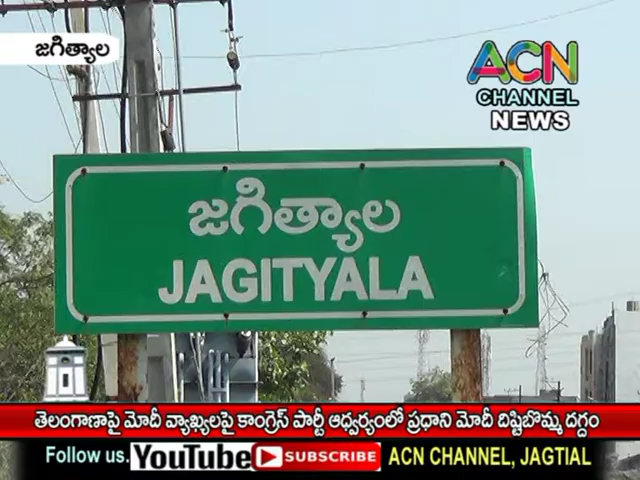 జగిత్యాల
ACN
CHANNEL
NEWS
జగిత్యాల
JAGITYALA
తెలంగాణాపై మోదీ వ్యాఖ్యలపై కాంగ్రెస్ పార్టీ ఆధ్వర్యంలో ప్రధాని మోదీ దిష్టిబొమ్మ దగ్దం
Follow us. YouTube SUBSCRIBE ACN CHANNEL, JAGTIAL